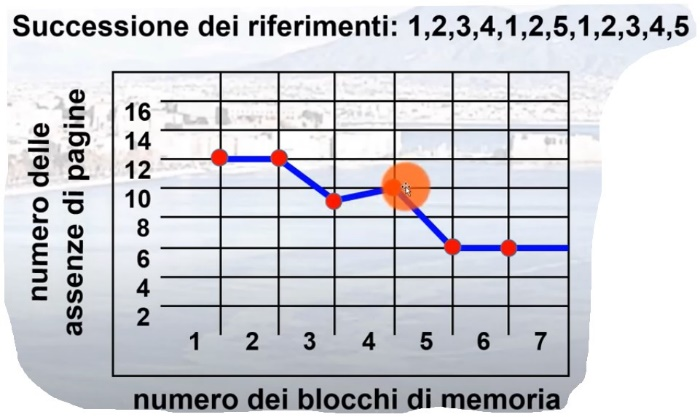 Successione dei riferimenti: 1,2,3,4,1,2,5,1,2,3,4,5
numero delle
assenze di pagine
16
14
12
10
8
6
4
2
1 2 3 4 5 6 7
numero dei blocchi di memoria